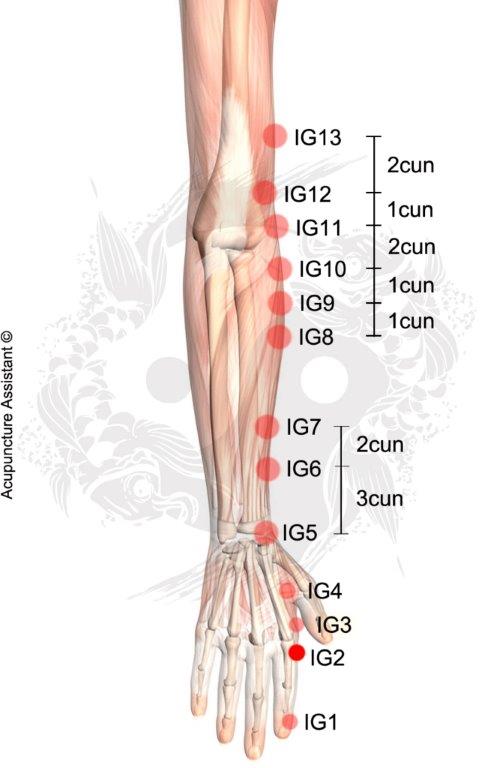 IG13
2cun
IG12
1cun
IG11
2cun
IG10
1cun
IG9
1cun
IG8
IG7
2cun
IG6
3cun
IG5
IG4
IG3
IG2
IG1
Acupuncture Assistant ©